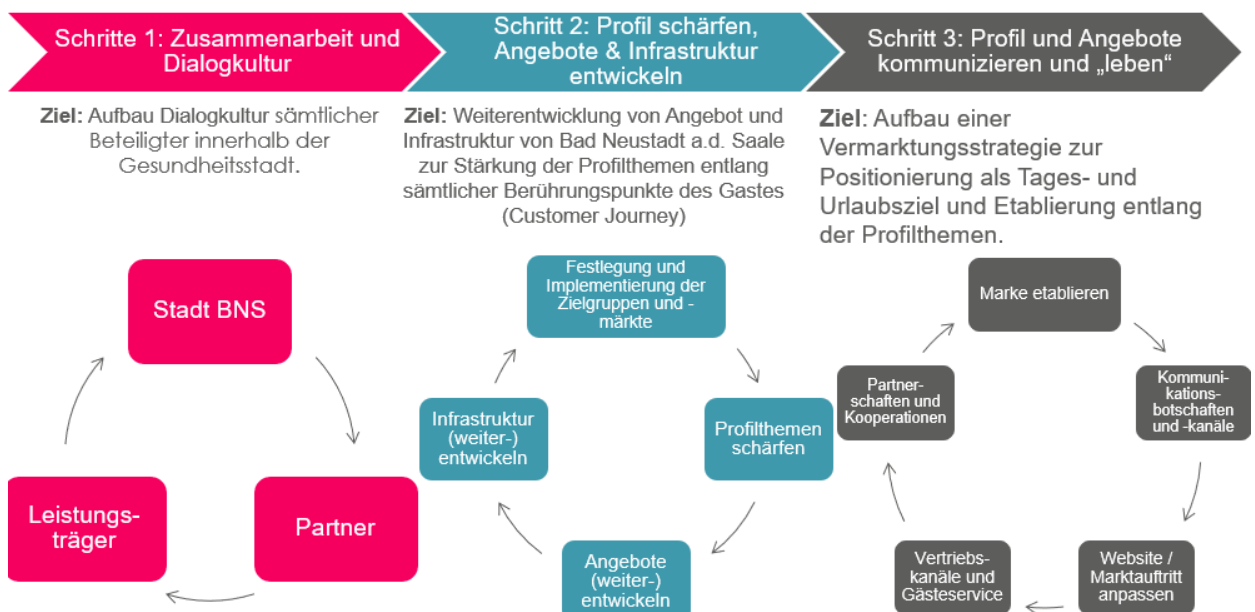 Schritte 1: Zusammenarbeit und
Dialogkultur
Schritt 2: Profil schärfen,
Angebote & Infrastruktur
entwickeln
Schritt 3: Profil und Angebote
kommunizieren und „leben“
Ziel: Aufbau Dialogkultur sämtlicher
Beteiligter innerhalb der
Gesundheitsstadt.
Ziel: Weiterentwicklung von Angebot und
Infrastruktur von Bad Neustadt a.d. Saale
zur Stärkung der Profilthemen entlang
sämtlicher Berührungspunkte des Gastes
(Customer Journey)
Ziel: Aufbau einer
Vermarktungsstrategie zur
Positionierung als Tages- und
Urlaubsziel und Etablierung entlang
der Profilthemen.
Stadt BNS
Partner
Leistungs-
träger
Festlegung und
Implementierung der
Zielgruppen und -
märkte
Profilthemen
schärfen
Angebote
(weiter-)
entwickeln
Infrastruktur
(weiter-)
entwickeln
Marke etablieren
Kommuni-
kations-
botschaften
und -kanäle
Website /
Marktauftritt
anpassen
Vertriebs-
kanäle und
Gästeservice
Partner-
schaften und
Kooperationen